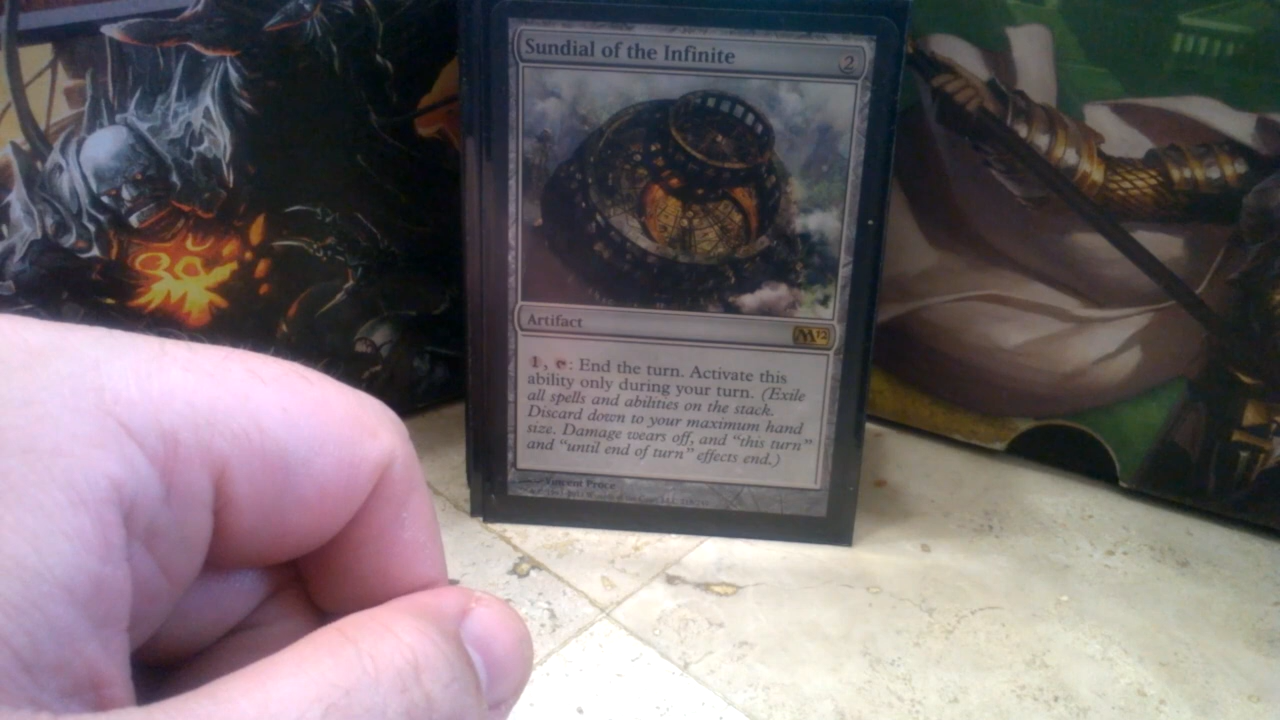 Sundial of the Infinite 2
Artifact M12
1, T: End the turn. Activate this
ability only during your turn. (Exile
all spells and abilities on the stack.
Discard down to your maximum hand
size. Damage wears off, and “this turn”
and “until end of turn” effects end.)
Vincent Proce